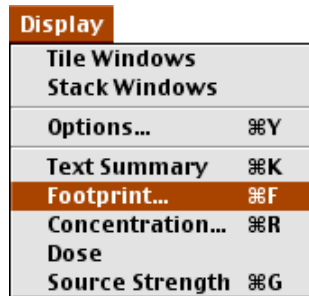 Display
Tile Windows
Stack Windows
Options... ⌘Y
Text Summary ⌘K
Footprint... ⌘F
Concentration... ⌘R
Dose
Source Strength ⌘G